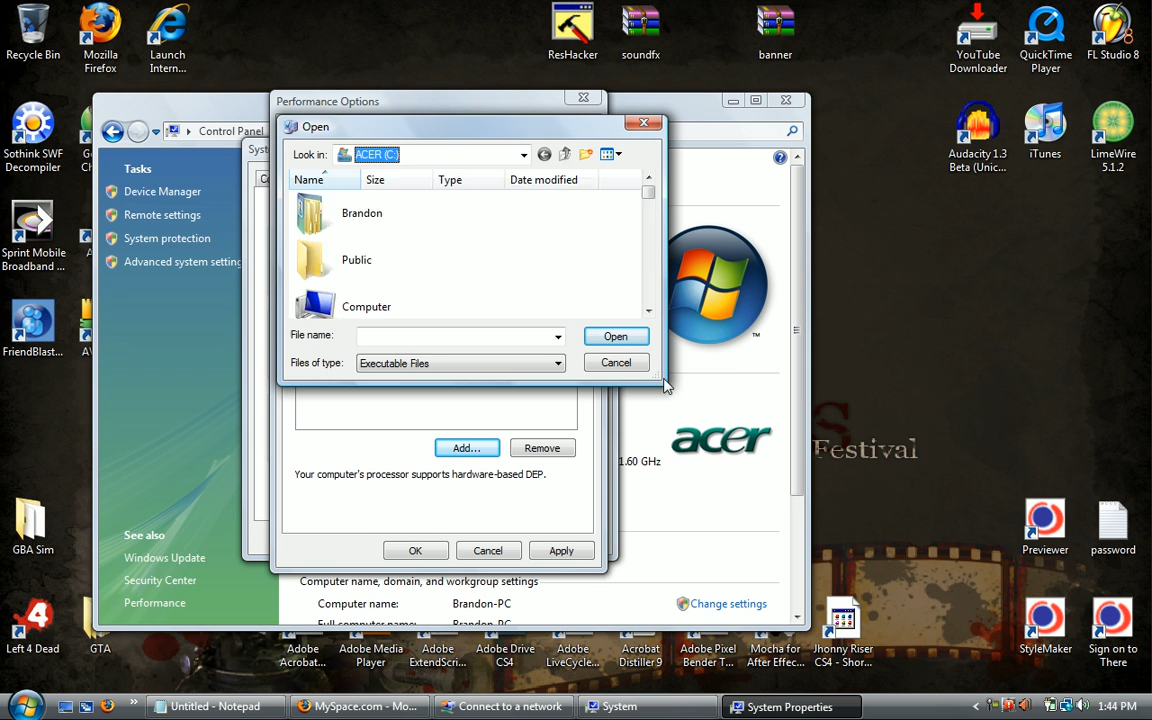 Recycle Bin
Mozilla
Firefox
Launch
Intern...
ResHacker
soundfx
banner
YouTube
Downloader
QuickTime
Player
FL Studio 8
Sothink SWF
Decompiler
Audacity 1.3
Beta (Unic...
iTunes
LimeWire
5.1.2
Sprint Mobile
Broadband ...
FriendBlast...
GBA Sim
Left 4 Dead
GTA
Control Panel
Tasks
Device Manager
Remote settings
System protection
Advanced system setting
See also
Windows Update
Security Center
Performance
Performance Options
Open
Look in:
ACER (C:)
Name
Size
Type
Date modified
Brandon
Public
Computer
File name:
Open
Files of type:
Executable Files
Cancel
Add...
Remove
Your computer's processor supports hardware-based DEP.
OK
Cancel
Apply
TM
acer
1.60 GHz
Festival
Computer name, domain, and workgroup settings
Computer name:
Brandon-PC
Change settings
Full computer name:
Brandon-PC
Previewer
password
StyleMaker
Sign on to
There
Adobe
Acrobat...
Adobe Media
Player
Adobe
ExtendScri...
Adobe Drive
CS4
Adobe
LiveCycle...
Acrobat
Distiller 9
Adobe Pixel
Bender T...
Mocha for
After Effec...
Jhonny Riser
CS4 - Shor...
Untitled - Notepad
MySpace.com - Mo...
Connect to a network
System
System Properties
1:44 PM